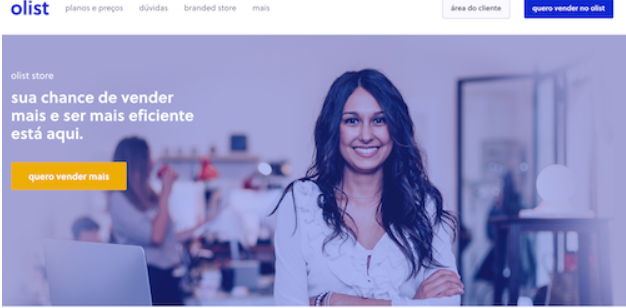 olist
planos e preços
dúvidas
branded store
mais
área do cliente
quero vender no olist
olist store
sua chance de vender
mais e ser mais eficiente
está aqui.
quero vender mais